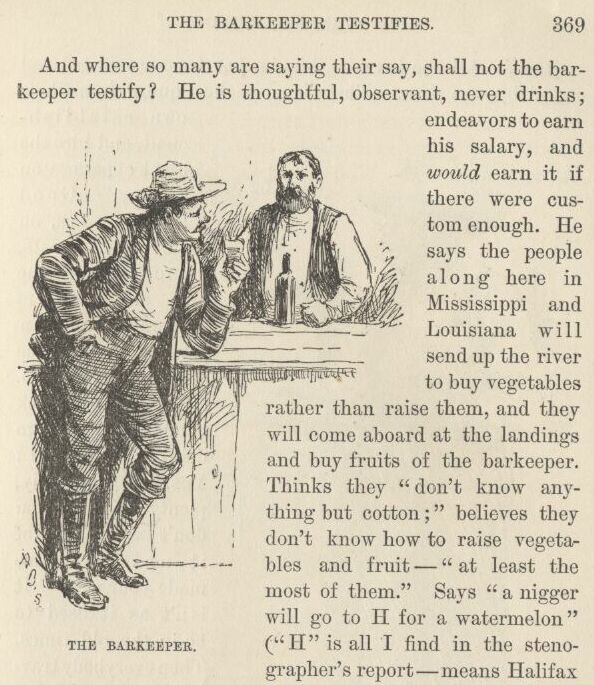 THE BARKEEPER TESTIFIES. 369
And where so many are saying their say, shall not the bar-
keeper testify? He is thoughtful, observant, never drinks;
endeavors to earn
his salary, and
would earn it if
there were cus-
tom enough. He
says the people
along here in
Mississippi and
Louisiana will
send up the river
to buy vegetables
rather than raise them, and they
will come aboard at the landings
and buy fruits of the barkeeper.
Thinks they “don’t know any-
thing but cotton;” believes they
don’t know how to raise vegeta-
bles and fruit—“at least the
most of them.” Says “a nigger
will go to H for a watermelon”
(“H” is all I find in the steno-
grapher’s report—means Halifax
THE BARKEEPER.